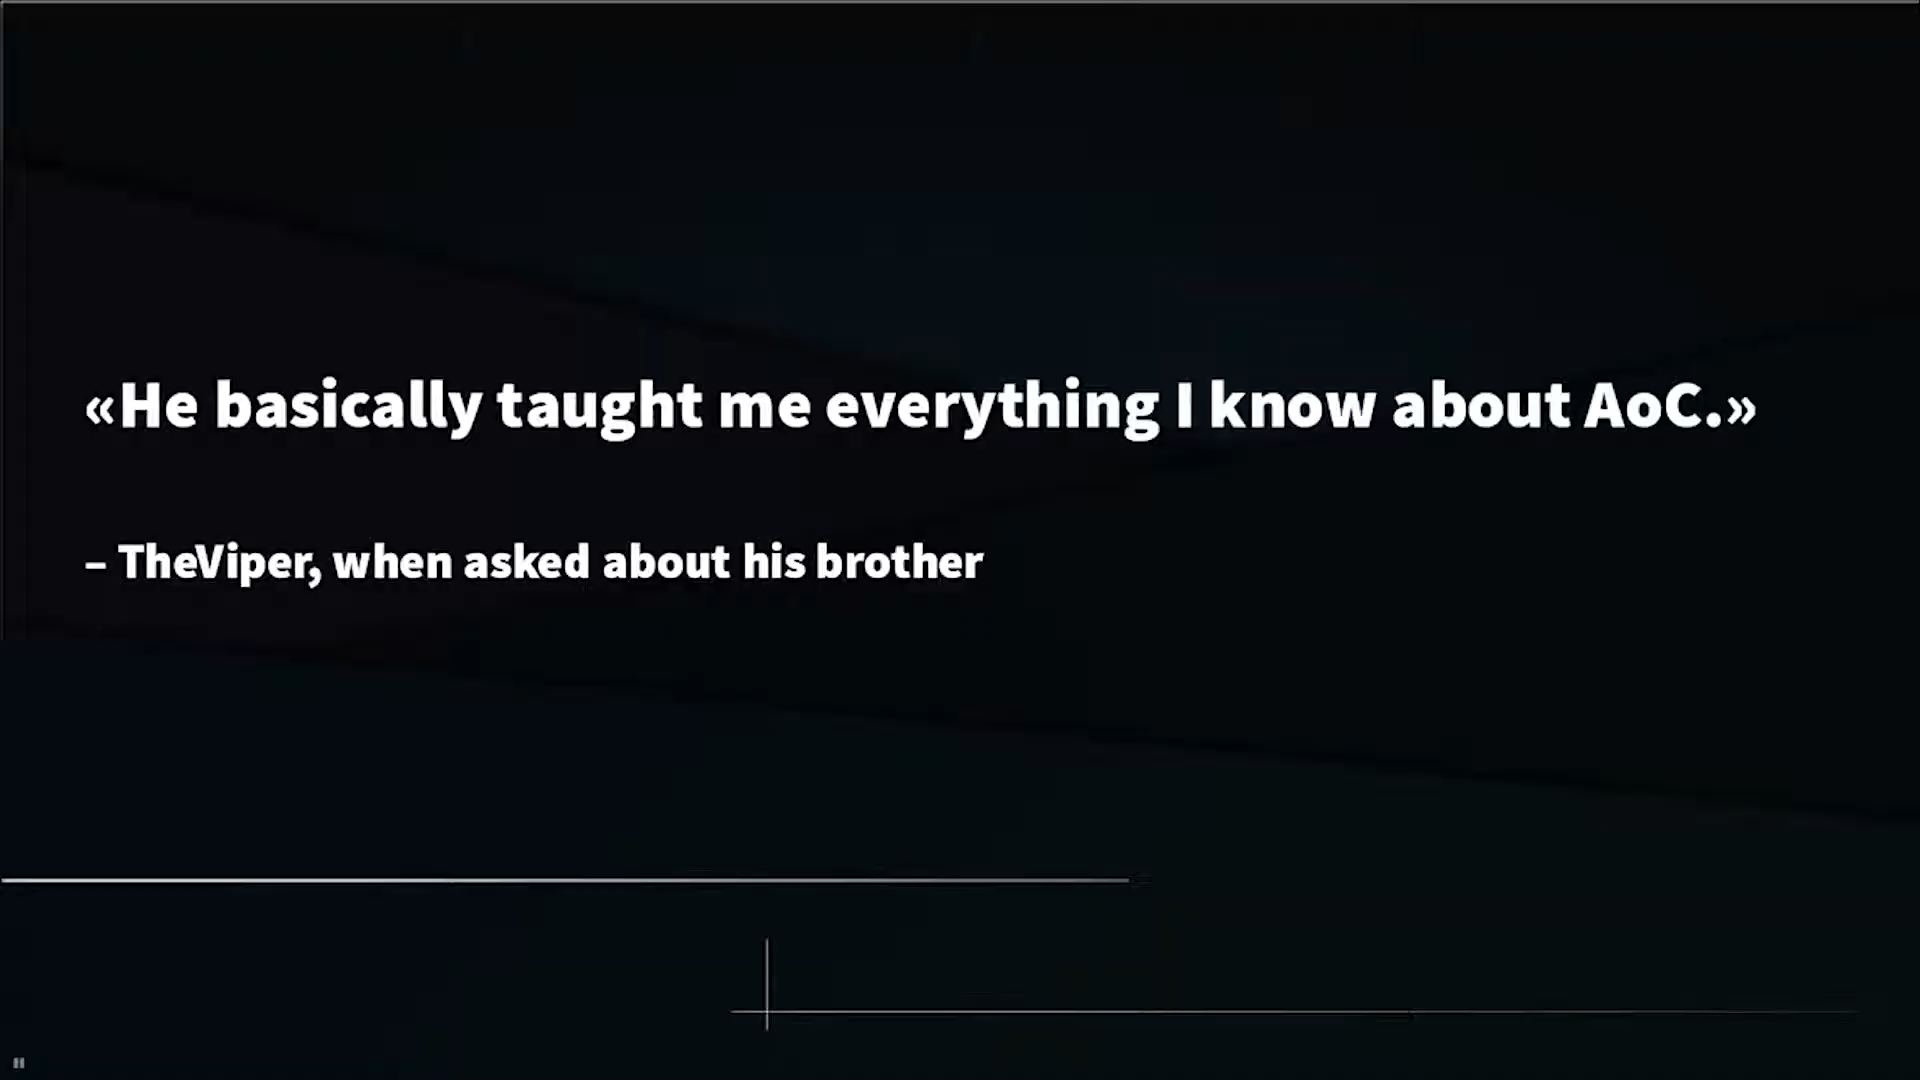 «He basically taught me everything I know about AoC.»
– TheViper, when asked about his brother